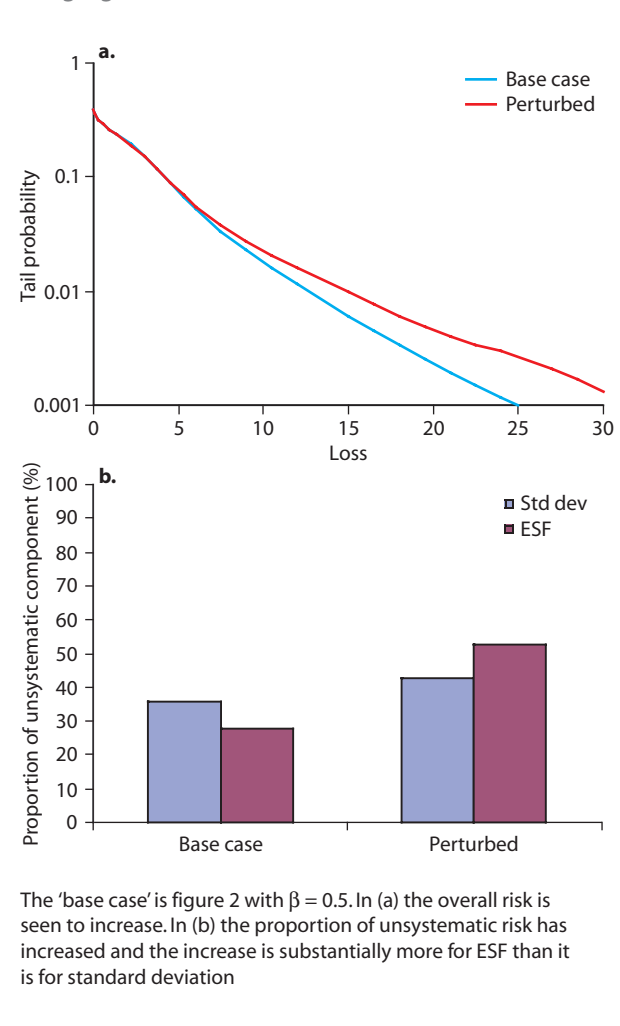 a.
1
0.1
0.01
0.001
Tail probability
Base case
Perturbed
0 5 10 15 20 25 30
Loss
b.
100
90
80
70
60
50
40
30
20
10
0
Proportion of unsystematic component (%)
Std dev
ESF
Base case Perturbed
The ‘base case’ is figure 2 with β = 0.5. In (a) the overall risk is
seen to increase. In (b) the proportion of unsystematic risk has
increased and the increase is substantially more for ESF than it
is for standard deviation